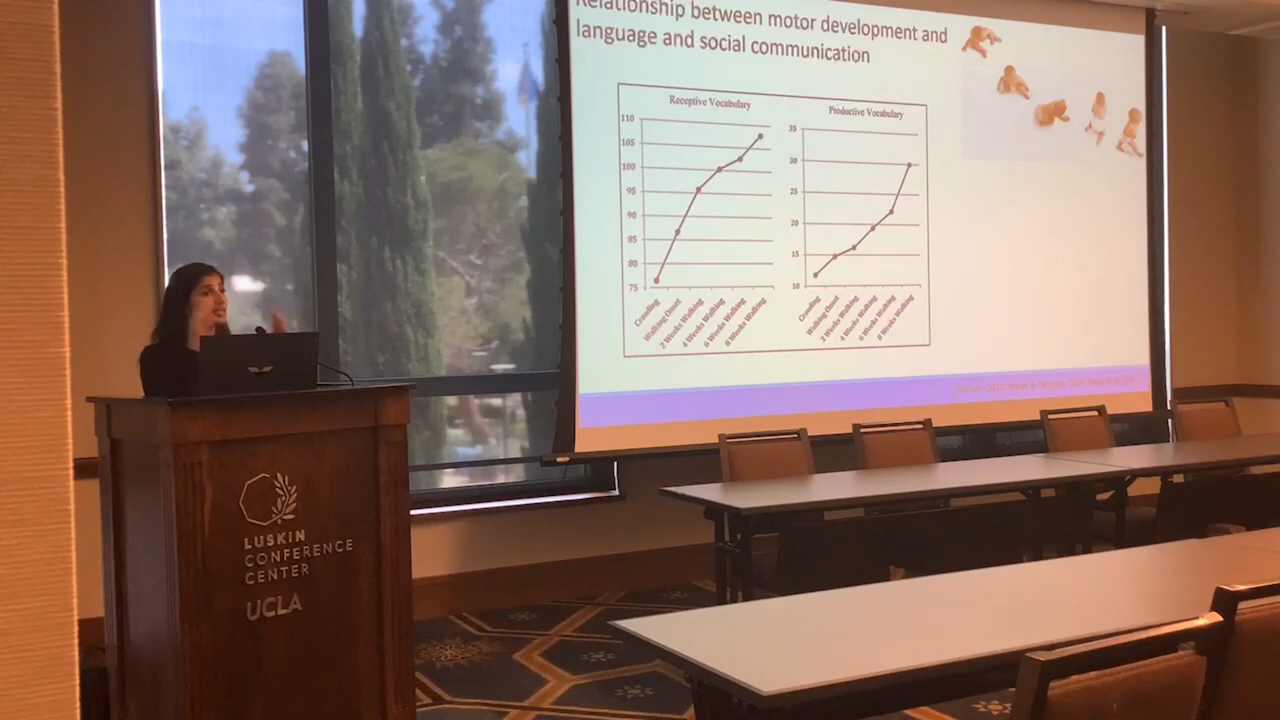 Relationship between motor development and
language and social communication
Receptive Vocabulary
110
105
100
95
90
85
80
75
Crawling
Walking Onset
2 Weeks Walking
4 Weeks Walking
6 Weeks Walking
8 Weeks Walking
Productive Vocabulary
35
30
25
20
15
10
Crawling
Walking Onset
2 Weeks Walking
4 Weeks Walking
6 Weeks Walking
8 Weeks Walking
LUSKIN
CONFERENCE
CENTER
UCLA